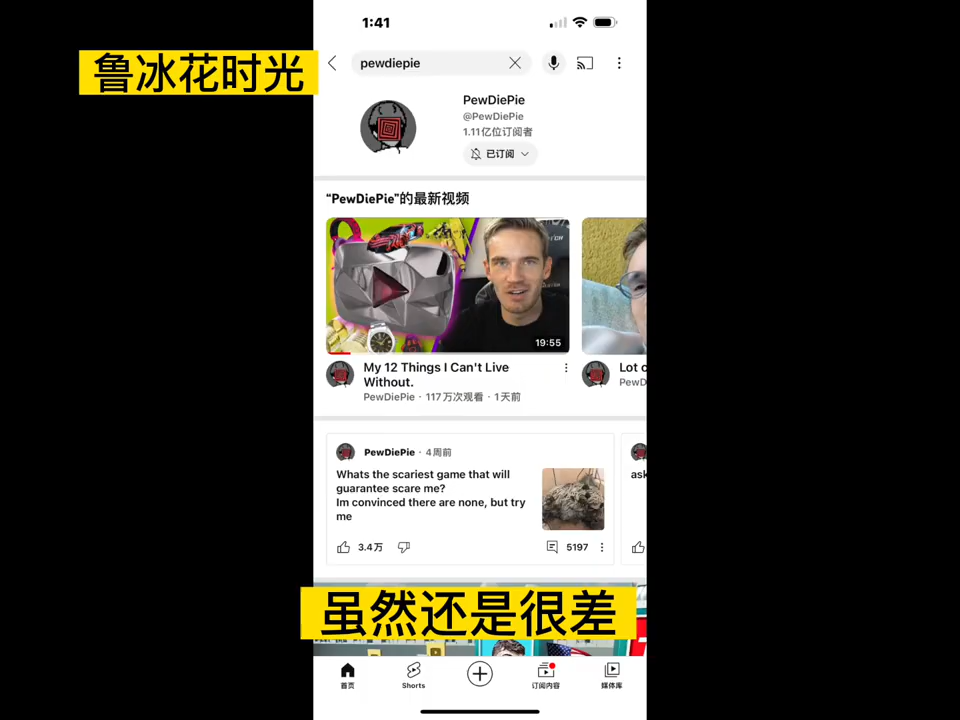 1:41
鲁冰花时光
pewdiepie
PewDiePie
@PewDiePie
1.11亿位订阅者
已订阅
“PewDiePie”的最新视频
19:55
My 12 Things I Can't Live
Without.
PewDiePie · 117万次观看 · 1天前
Lot
PewD
PewDiePie · 4周前
Whats the scariest game that will
guarantee scare me?
Im convinced there are none, but try
me
ask
3.4万
5197
虽然还是很差
首页
Shorts
订阅内容
媒体库